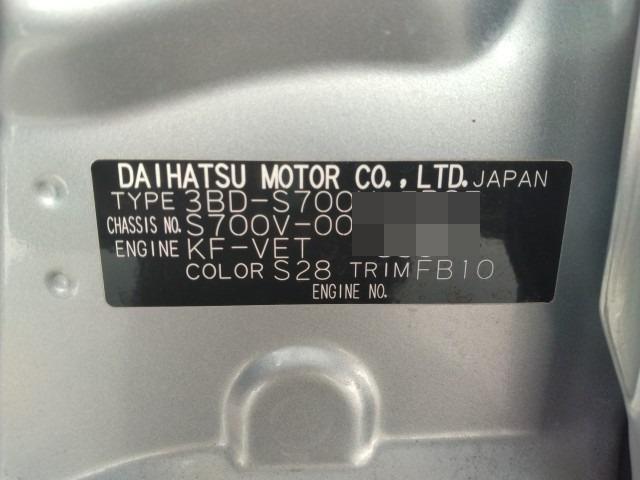 DAIHATSU MOTOR CO., LTD. JAPAN
TYPE 3BD-S700
CHASSIS NO. S700V-00
ENGINE KF-VET
COLOR S28 TRIM FB10
ENGINE NO.